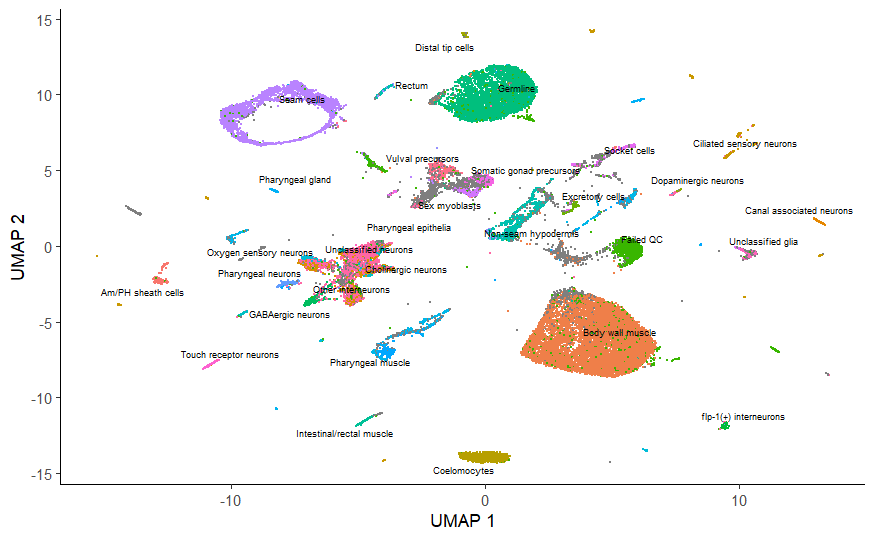 15
10
5
0
-5
-10
-15
UMAP 2
Distal tip cells
Rectum
Germline
Seam cells
Ciliated sensory neurons
Socket cells
Vulval precursors
Somatic gonad precursors
Pharyngeal gland
Dopaminergic neurons
Excretory cells
Sex myoblasts
Canal associated neurons
Pharyngeal epithelia
Non-seam hypodermis
Failed QC
Unclassified glia
Unclassified neurons
Oxygen sensory neurons
Cholinergic neurons
Pharyngeal neurons
Am/PH sheath cells
Other interneurons
GABAergic neurons
Body wall muscle
Touch receptor neurons
Pharyngeal muscle
flp-1(+) interneurons
Intestinal/rectal muscle
Coelomocytes
-10
0
10
UMAP 1